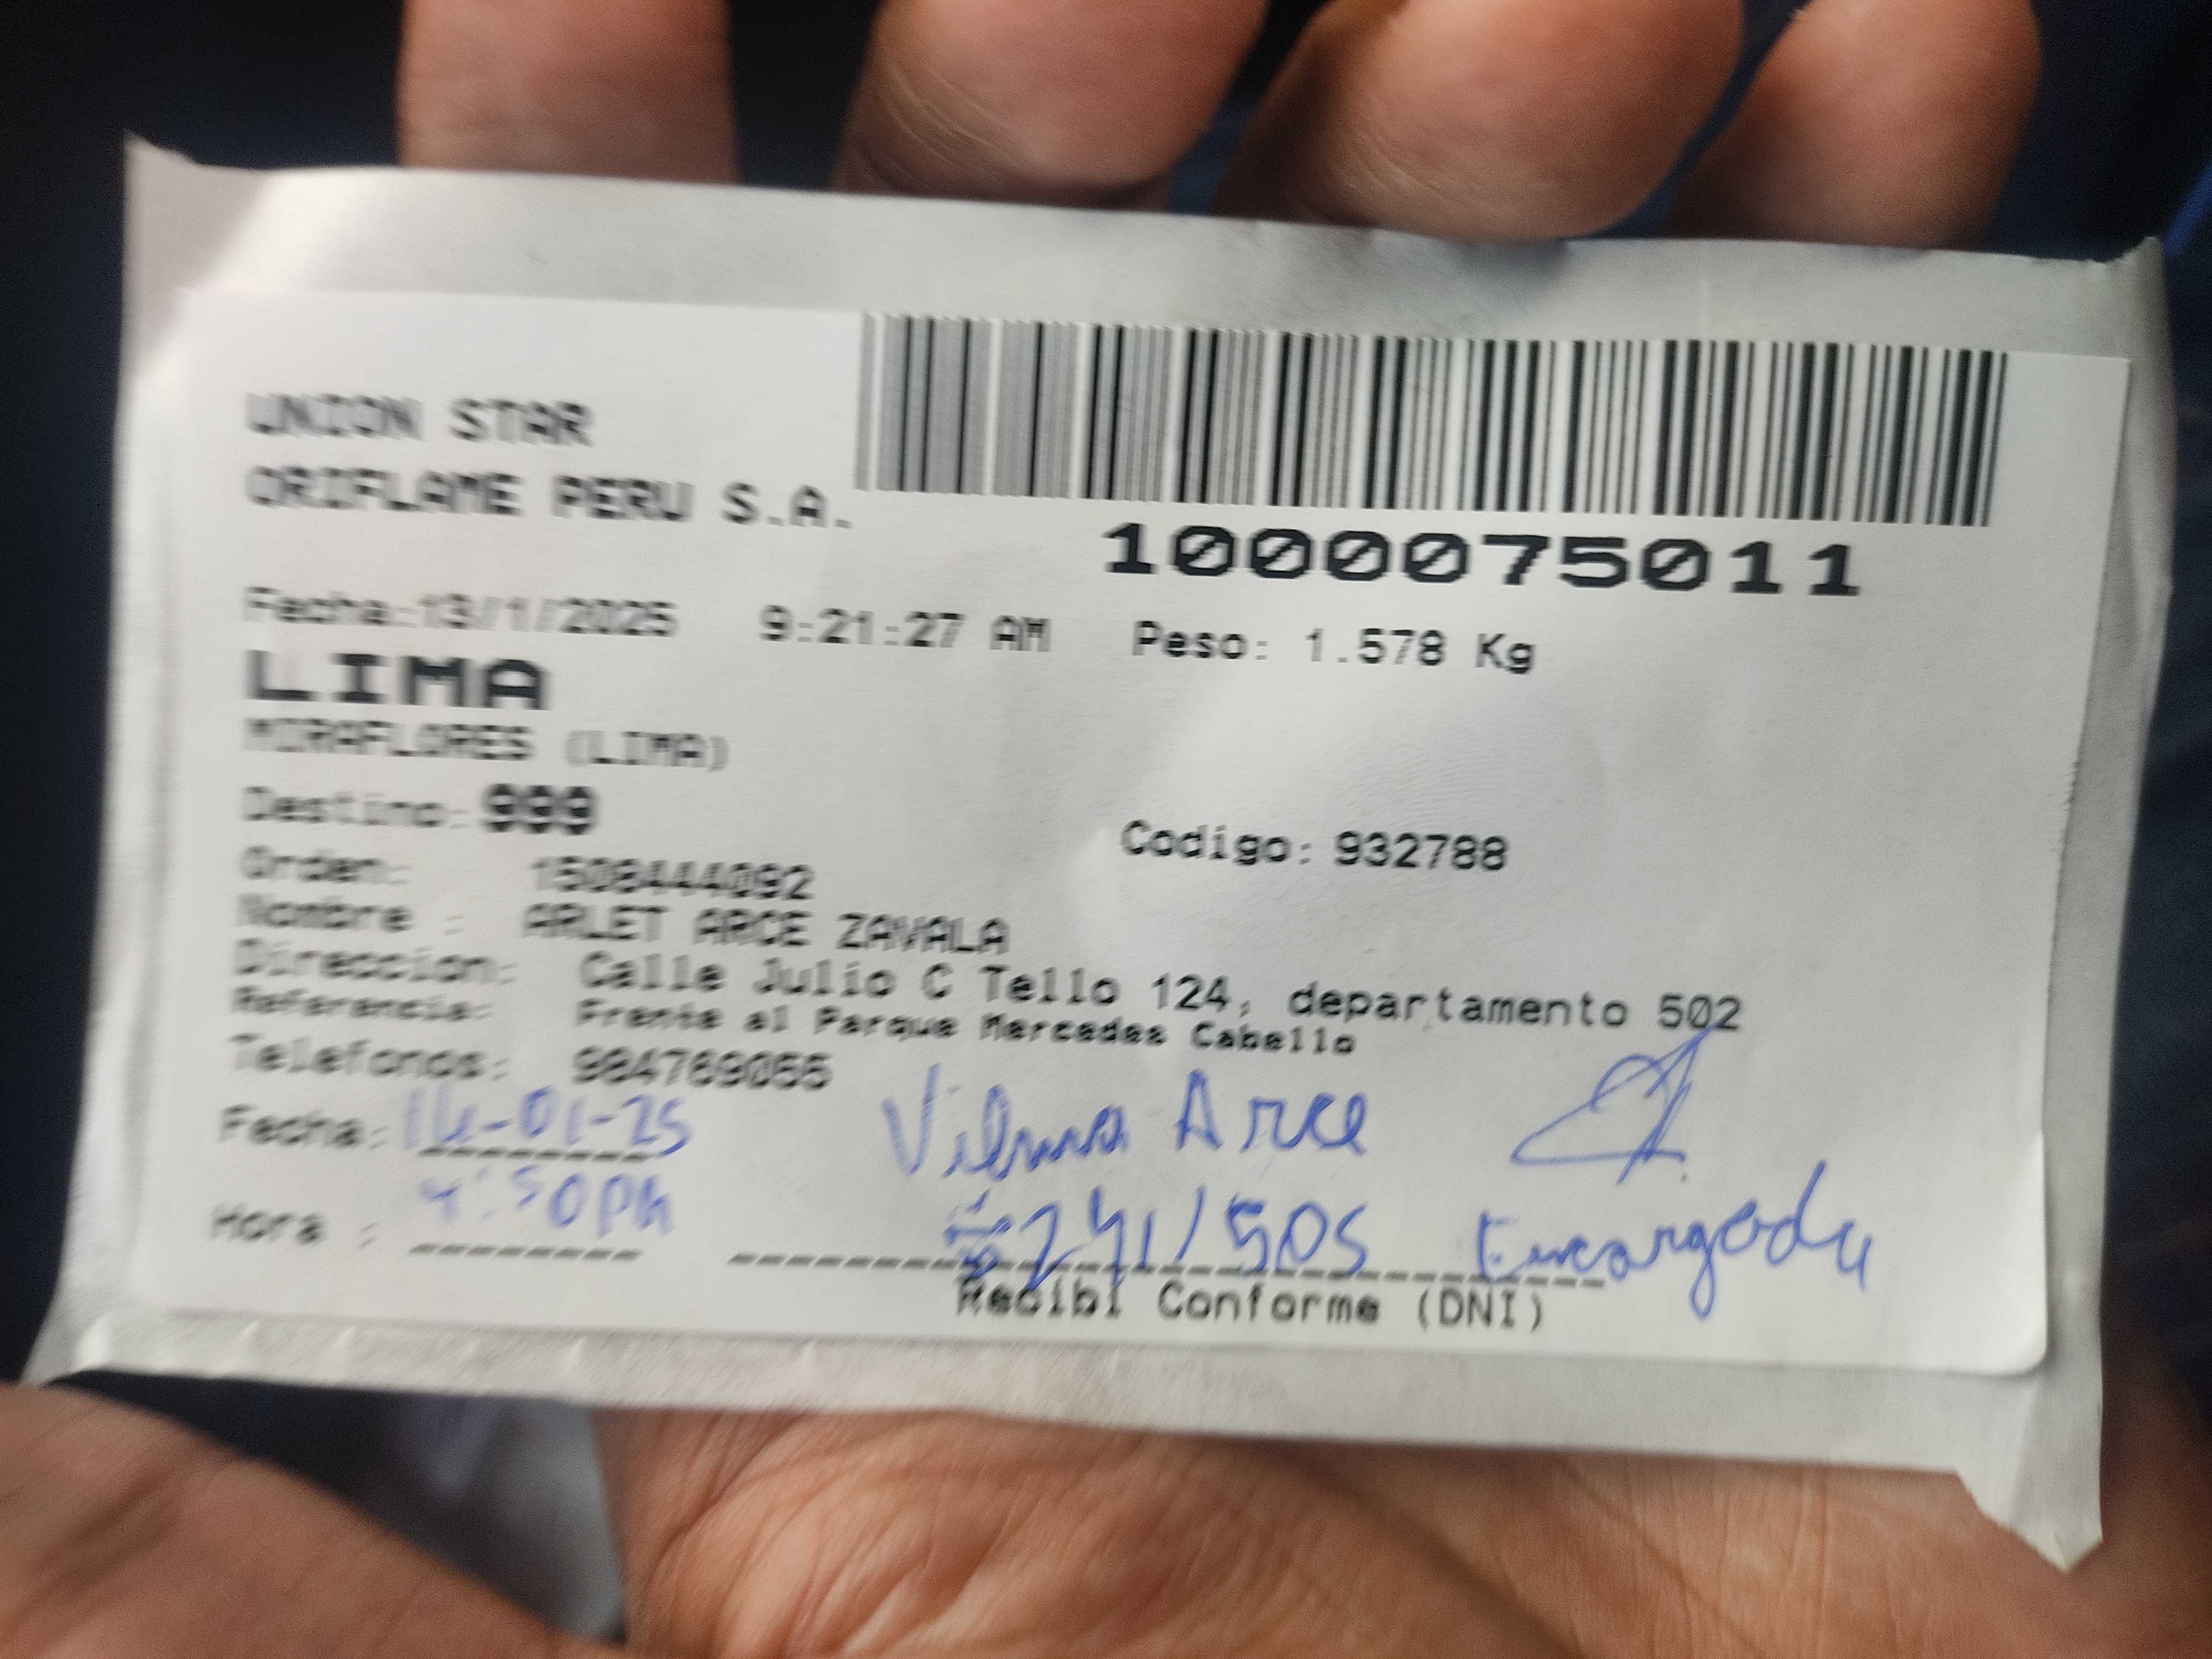 UNION STAR
ORIFLAME PERU S.A.
1000075011
Fecha:13/1/2025 9:21:27 AM Peso: 1.578 Kg
LIMA
MIRAFLORES (LIMA)
Destino: 999
Codigo: 932788
Orden: 1508444092
Nombre : ARLET ARCE ZAVALA
Direccion: Calle Julio C Tello 124, departamento 502
Referencia: Frente al Parque Mercedes Cabello
Telefonos: 984769055
Fecha: 14-01-25 Vilma Arce
Hora : 4:50PM Encargada
Recibi Conforme (DNI)